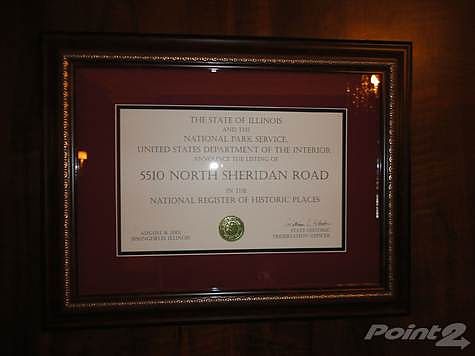 THE STATE OF ILLINOIS
AND THE
NATIONAL PARK SERVICE,
UNITED STATES DEPARTMENT OF THE INTERIOR
ANNOUNCE THE LISTING OF
5510 NORTH SHERIDAN ROAD
IN THE
NATIONAL REGISTER OF HISTORIC PLACES
SPRINGFIELD, ILLINOIS
STATE HISTORIC
PRESERVATION OFFICER
Point2